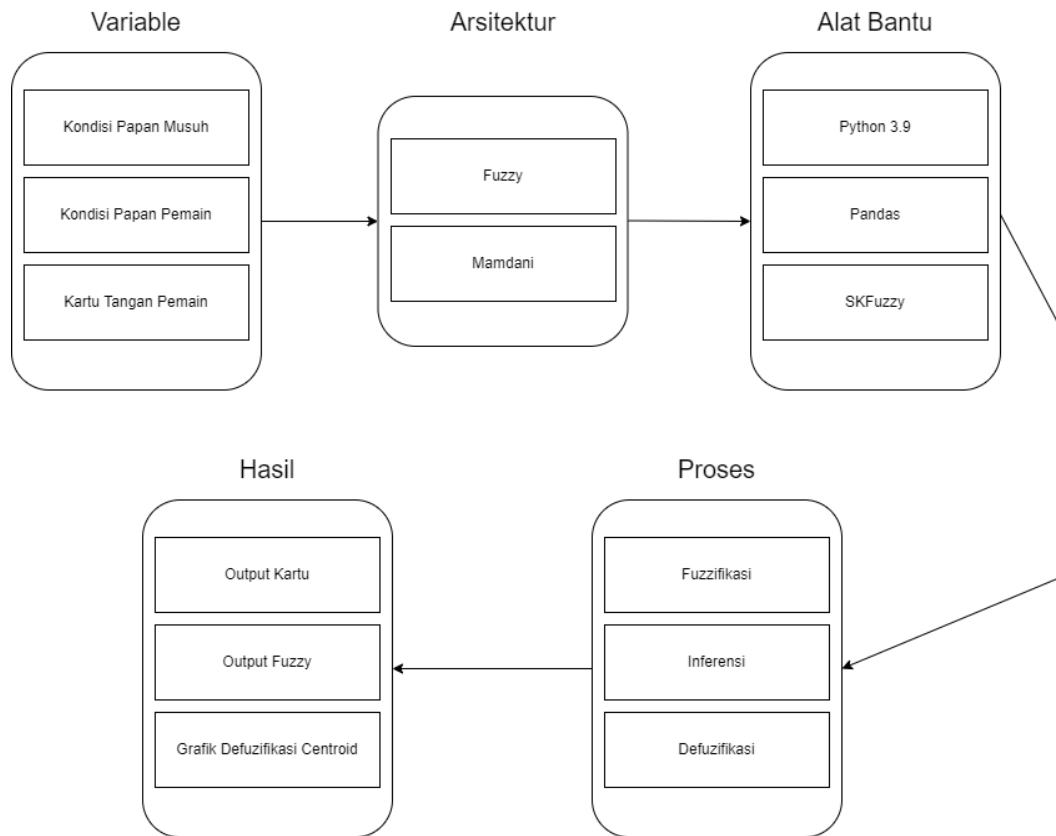 Variable
Kondisi Papan Musuh
Kondisi Papan Pemain
Kartu Tangan Pemain
Arsitektur
Fuzzy
Mamdani
Alat Bantu
Python 3.9
Pandas
SKFuzzy
Proses
Fuzzifikasi
Inferensi
Defuzifikasi
Hasil
Output Kartu
Output Fuzzy
Grafik Defuzifikasi Centroid